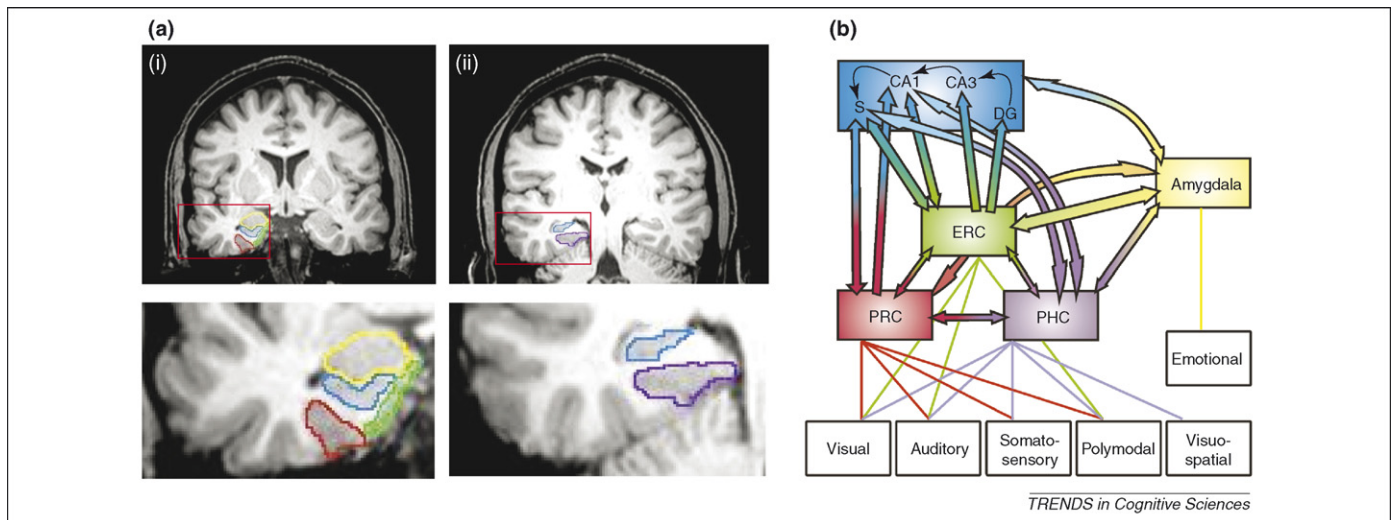 (a)
(i)
(ii)
(b)
CA1
CA3
S
DG
Amygdala
ERC
PRC
PHC
Emotional
Visual
Auditory
Somato-
sensory
Polymodal
Visuo-
spatial
TRENDS in Cognitive Sciences